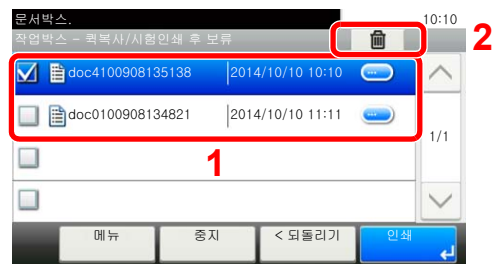 문서박스.
10:10
작업박스 - 퀵복사/시험인쇄 후 보류
2
doc4100908135138 2014/10/10 10:10
doc0100908134821 2014/10/10 11:11
1/1
1
메뉴 중지 < 되돌리기 인쇄